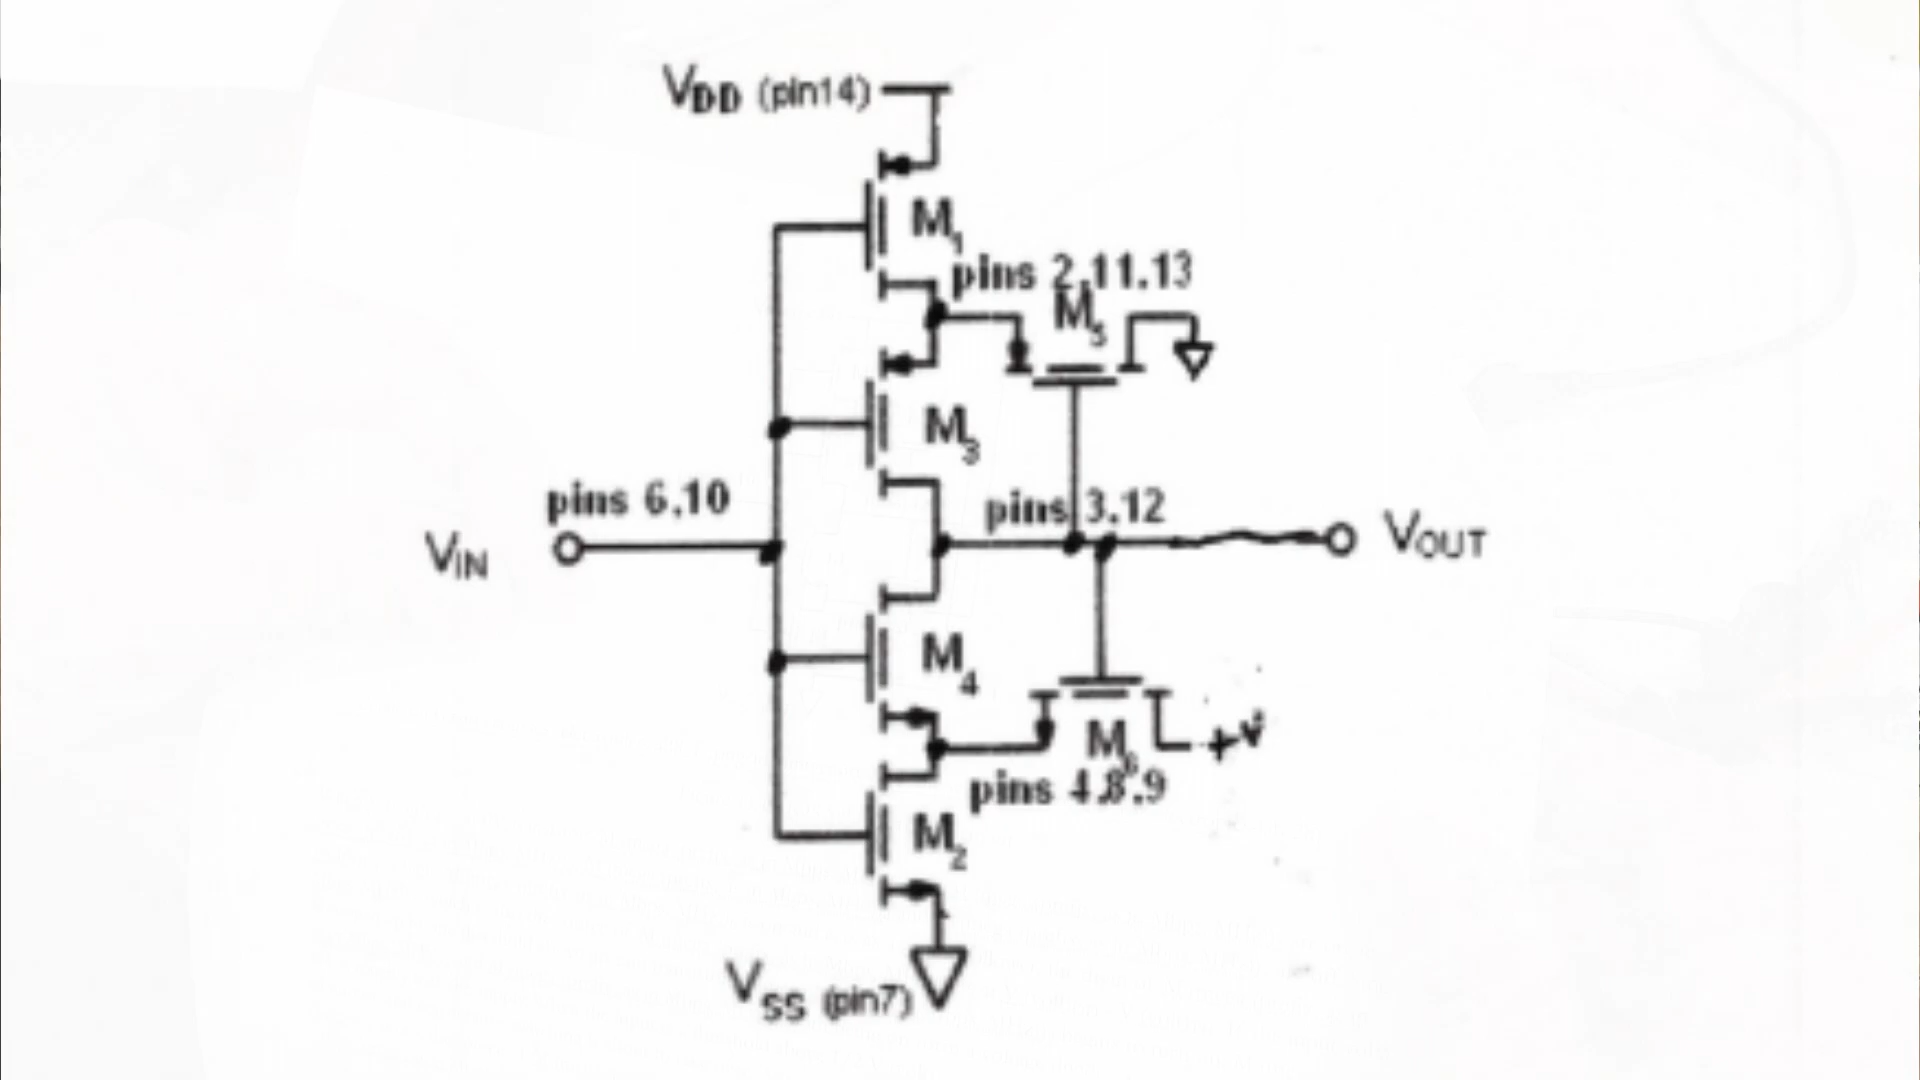 VDD (pin14)
M1
pins 2,11.13
M5
M3
pins 6,10
pins 3.12
VIN
VOUT
M4
M6
+V
pins 4.8.9
M2
VSS (pin7)